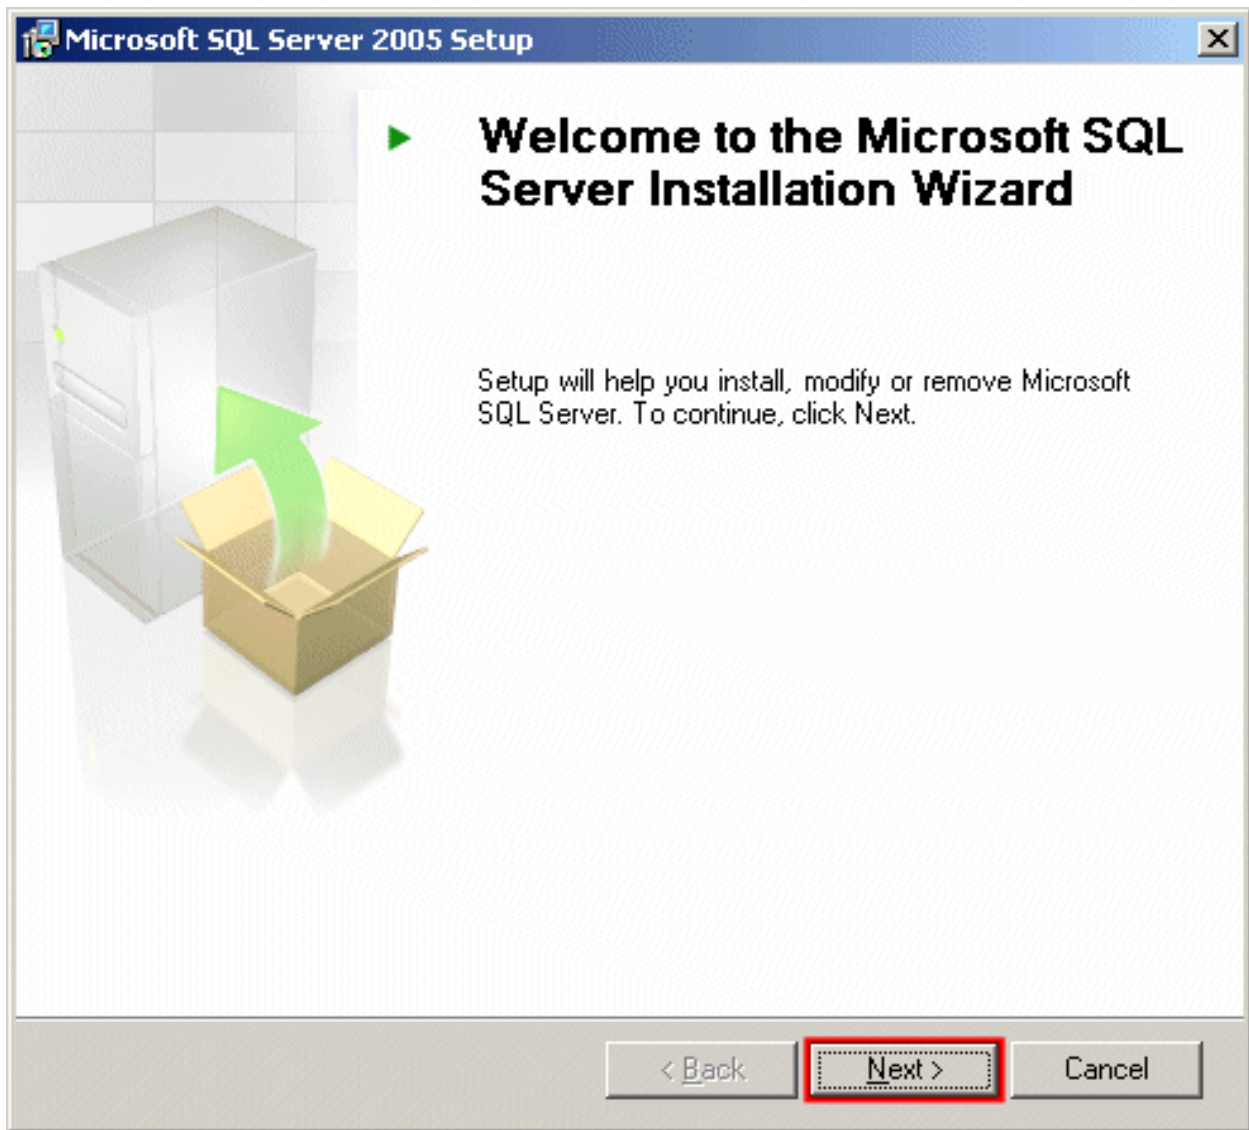 Microsoft SQL Server 2005 Setup
Welcome to the Microsoft SQL
Server Installation Wizard
Setup will help you install, modify or remove Microsoft
SQL Server. To continue, click Next.
< Back
Next >
Cancel